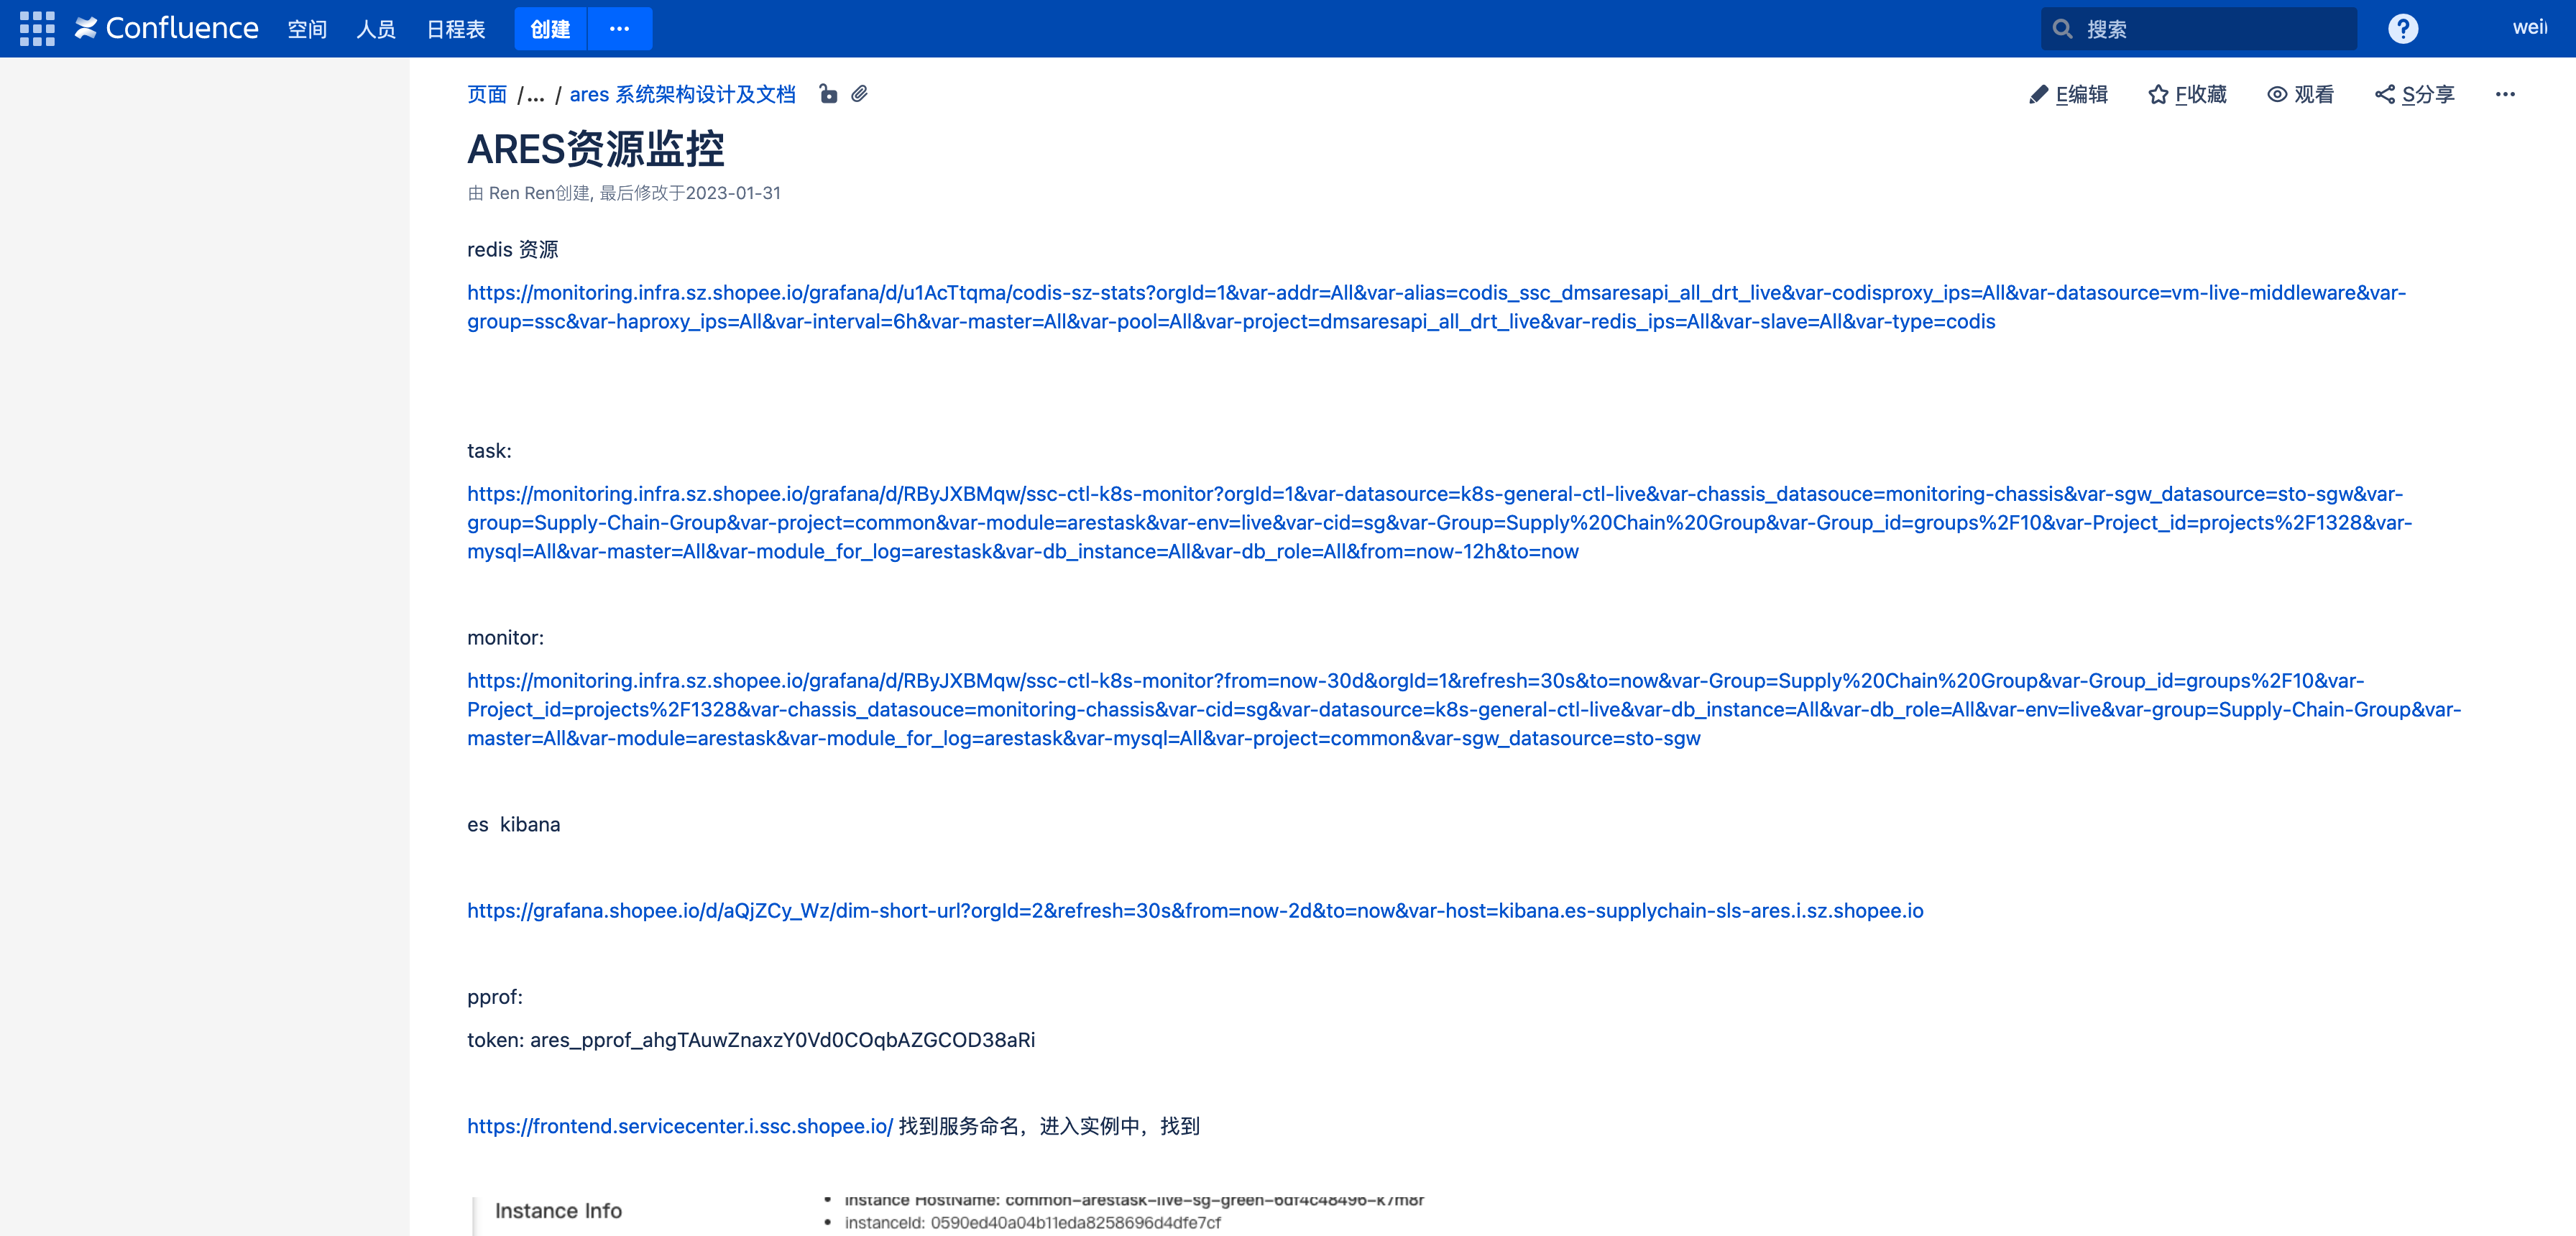 Confluence 空间 人员 日程表 创建 ··· 搜索 ? wei
页面 /... / ares 系统架构设计及文档 E编辑 F收藏 观看 S分享 ···
ARES资源监控
由 Ren Ren创建, 最后修改于2023-01-31
redis 资源
https://monitoring.infra.sz.shopee.io/grafana/d/u1AcTtqma/codis-sz-stats?orgId=1&var-addr=All&var-alias=codis_ssc_dmsaresapi_all_drt_live&var-codisproxy_ips=All&var-datasource=vm-live-middleware&var-
group=ssc&var-haproxy_ips=All&var-interval=6h&var-master=All&var-pool=All&var-project=dmsaresapi_all_drt_live&var-redis_ips=All&var-slave=All&var-type=codis
task:
https://monitoring.infra.sz.shopee.io/grafana/d/RByJXBMqw/ssc-ctl-k8s-monitor?orgId=1&var-datasource=k8s-general-ctl-live&var-chassis_datasouce=monitoring-chassis&var-sgw_datasource=sto-sgw&var-
group=Supply-Chain-Group&var-project=common&var-module=arestask&var-env=live&var-cid=sg&var-Group=Supply%20Chain%20Group&var-Group_id=groups%2F10&var-Project_id=projects%2F1328&var-
mysql=All&var-master=All&var-module_for_log=arestask&var-db_instance=All&var-db_role=All&from=now-12h&to=now
monitor:
https://monitoring.infra.sz.shopee.io/grafana/d/RByJXBMqw/ssc-ctl-k8s-monitor?from=now-30d&orgId=1&refresh=30s&to=now&var-Group=Supply%20Chain%20Group&var-Group_id=groups%2F10&var-
Project_id=projects%2F1328&var-chassis_datasouce=monitoring-chassis&var-cid=sg&var-datasource=k8s-general-ctl-live&var-db_instance=All&var-db_role=All&var-env=live&var-group=Supply-Chain-Group&var-
master=All&var-module=arestask&var-module_for_log=arestask&var-mysql=All&var-project=common&var-sgw_datasource=sto-sgw
es kibana
https://grafana.shopee.io/d/aQjZCy_Wz/dim-short-url?orgId=2&refresh=30s&from=now-2d&to=now&var-host=kibana.es-supplychain-sls-ares.i.sz.shopee.io
pprof:
token: ares_pprof_ahgTAuwZnaxzY0Vd0COqbAZGCOD38aRi
https://frontend.servicecenter.i.ssc.shopee.io/ 找到服务命名，进入实例中，找到
Instance Info
• Instance HostName: common-arestask-live-sg-green-6df4c48496-k7m8r
• instanceId: 0590ed40a04b11eda8258696d4dfe7cf